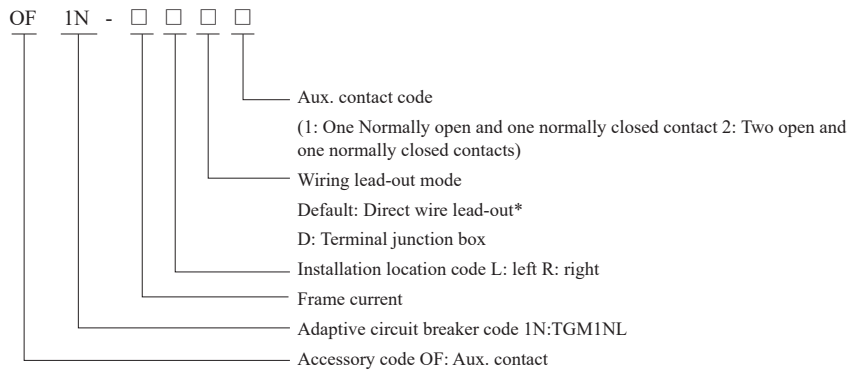 OF 1N - □ □ □ □
Aux. contact code
(1: One Normally open and one normally closed contact 2: Two open and
one normally closed contacts)
Wiring lead-out mode
Default: Direct wire lead-out*
D: Terminal junction box
Installation location code L: left R: right
Frame current
Adaptive circuit breaker code 1N:TGM1NL
Accessory code OF: Aux. contact